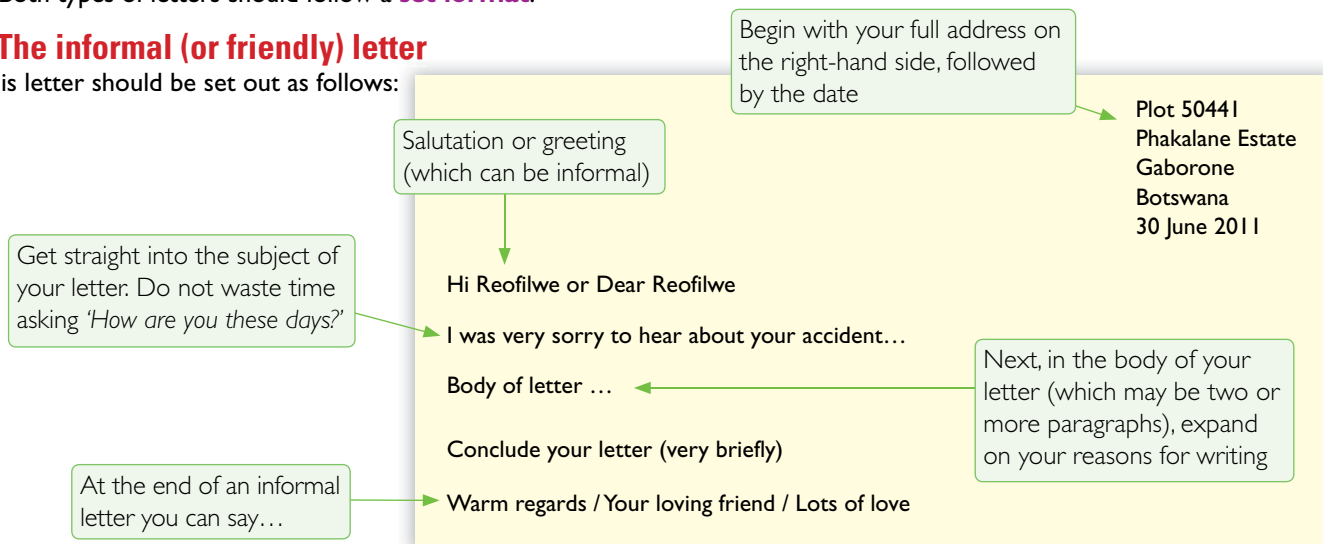 Both types of letters should follow a set format.
The informal (or friendly) letter
is letter should be set out as follows:
Begin with your full address on
the right-hand side, followed
by the date
Plot 50441
Phakalane Estate
Gaborone
Botswana
30 June 2011
Salutation or greeting
(which can be informal)
Hi Reofilwe or Dear Reofilwe
Get straight into the subject of
your letter. Do not waste time
asking ‘How are you these days?’
I was very sorry to hear about your accident…
Body of letter …
Next, in the body of your
letter (which may be two or
more paragraphs), expand
on your reasons for writing
Conclude your letter (very briefly)
At the end of an informal
letter you can say…
Warm regards / Your loving friend / Lots of love